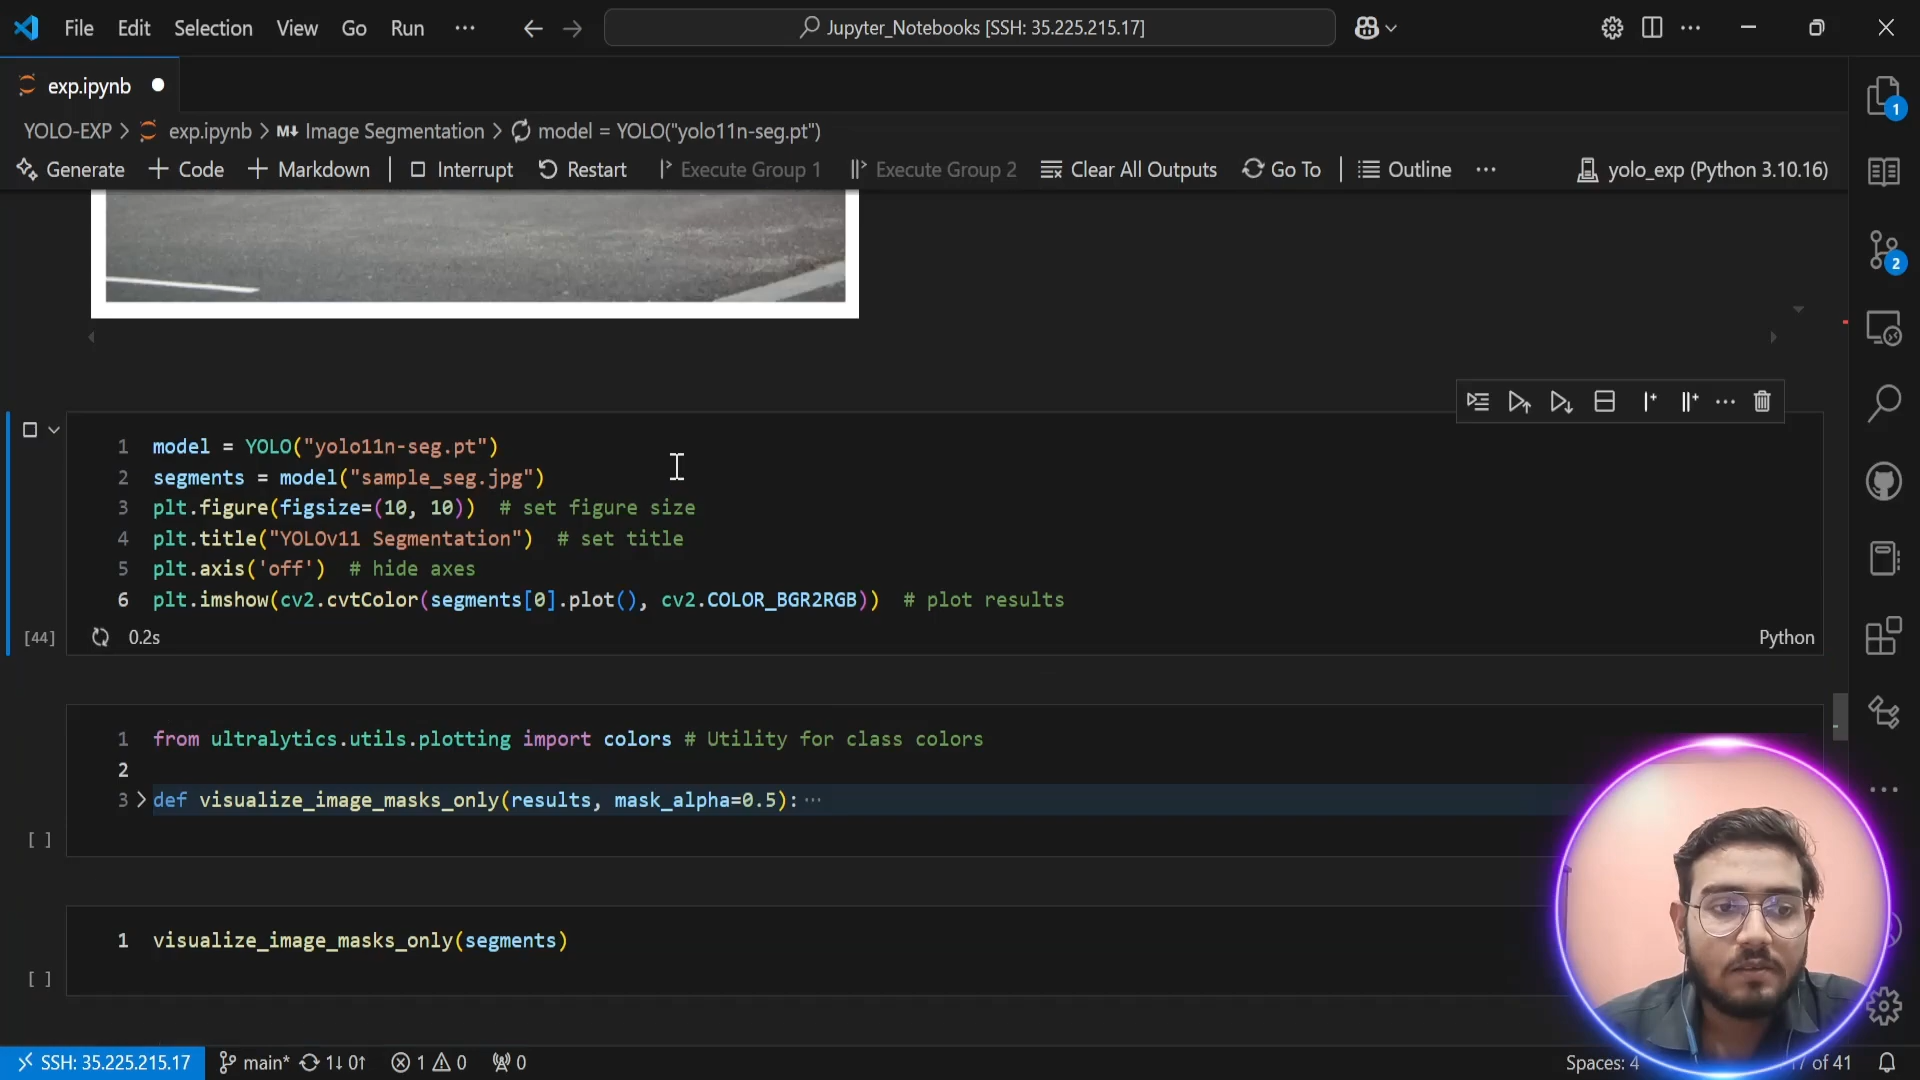 File Edit Selection View Go Run ··· Jupyter_Notebooks [SSH: 35.225.215.17]
exp.ipynb
YOLO-EXP > exp.ipynb > M↓ Image Segmentation > model = YOLO("yolo11n-seg.pt")
Generate + Code + Markdown | Interrupt Restart Execute Group 1 Execute Group 2 Clear All Outputs Go To | Outline ··· yolo_exp (Python 3.10.16)
1 model = YOLO("yolo11n-seg.pt")
2 segments = model("sample_seg.jpg")
3 plt.figure(figsize=(10, 10))  # set figure size
4 plt.title("YOLOv11 Segmentation")  # set title
5 plt.axis('off')  # hide axes
6 plt.imshow(cv2.cvtColor(segments[0].plot(), cv2.COLOR_BGR2RGB))  # plot results
[44] 0.2s Python
1 from ultralytics.utils.plotting import colors # Utility for class colors
2
3 def visualize_image_masks_only(results, mask_alpha=0.5):···
[ ]
1 visualize_image_masks_only(segments)
[ ]
1
2
SSH: 35.225.215.17 main* 1↓ 0↑ 1 0 0 Spaces: 4 of 41